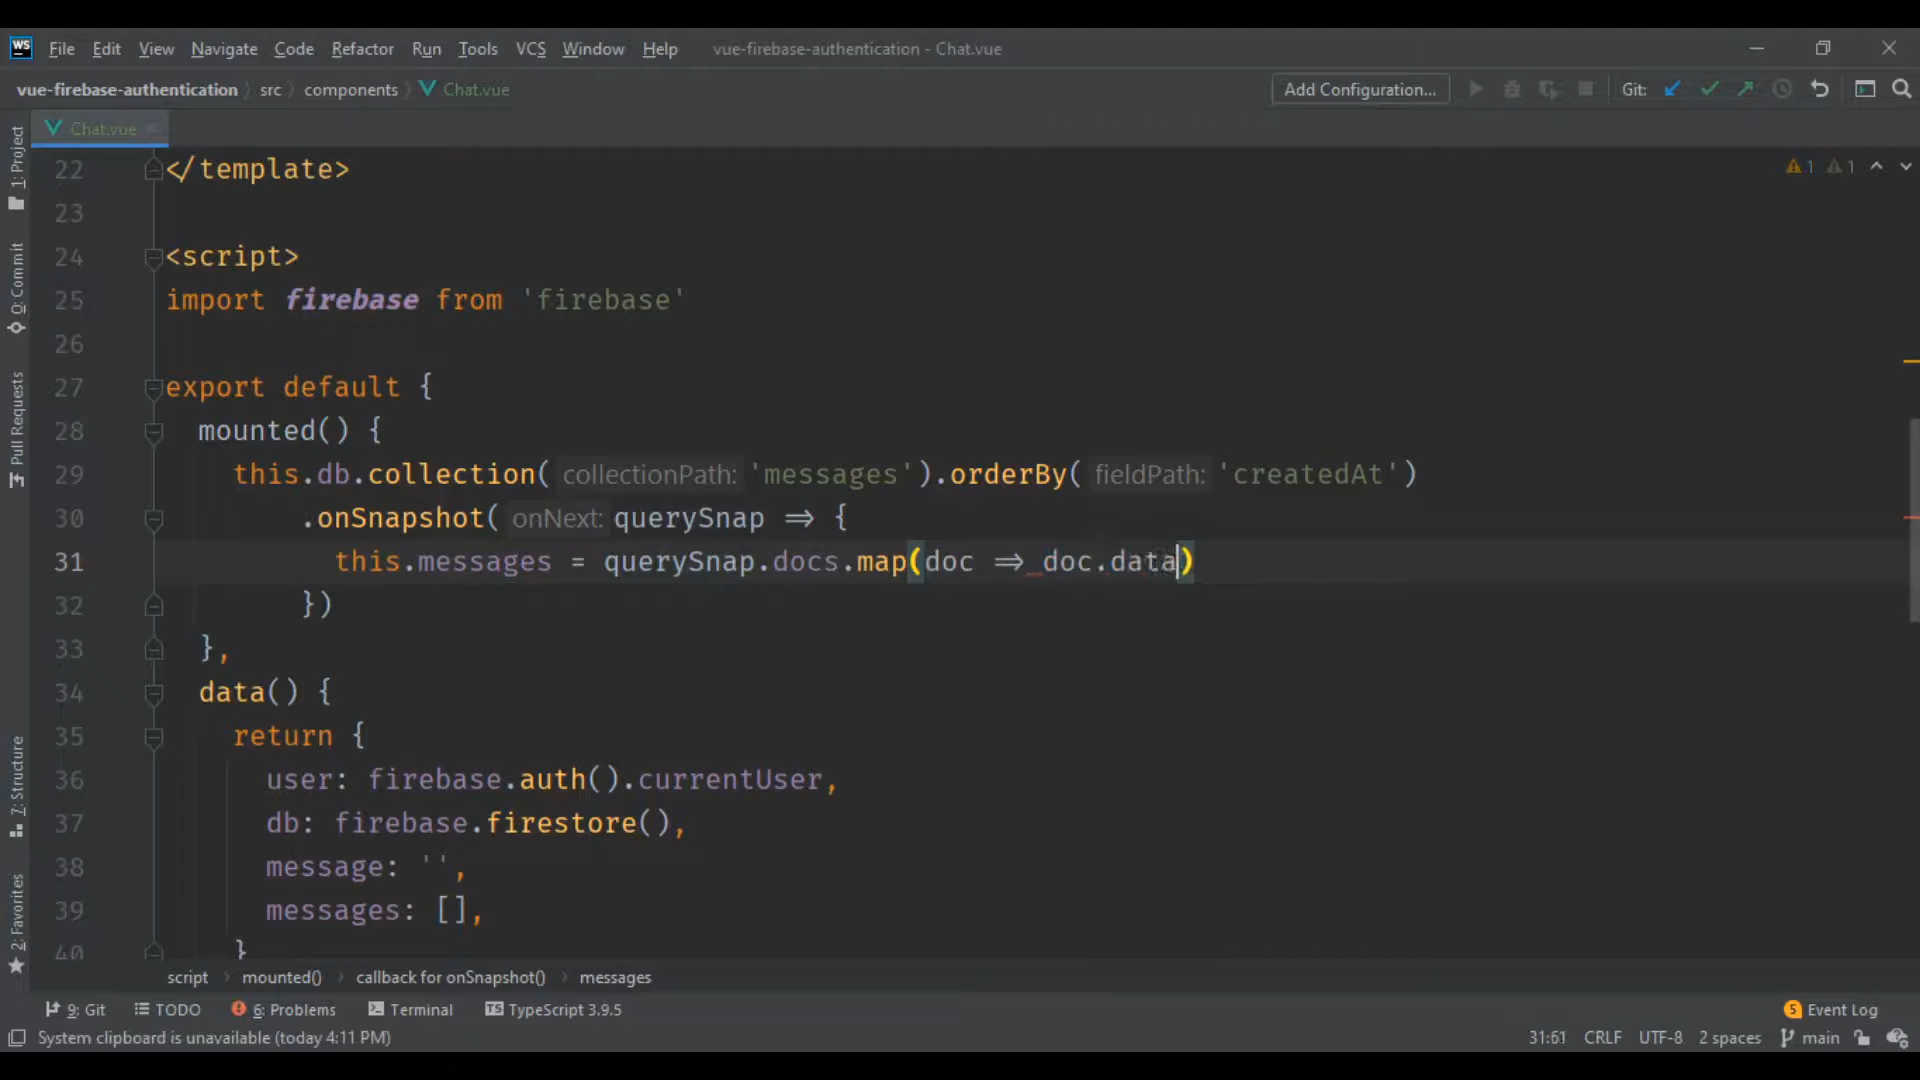 WS File Edit View Navigate Code Refactor Run Tools VCS Window Help vue-firebase-authentication - Chat.vue
vue-firebase-authentication src components Chat.vue Add Configuration... Git:
Chat.vue
1: Project
0: Commit
Pull Requests
7: Structure
2: Favorites
1 1
22 </template>
23
24 <script>
25 import firebase from 'firebase'
26
27 export default {
28 mounted() {
29 this.db.collection( collectionPath: 'messages').orderBy( fieldPath: 'createdAt')
30 .onSnapshot( onNext: querySnap => {
31 this.messages = querySnap.docs.map(doc => doc.data)
32 })
33 },
34 data() {
35 return {
36 user: firebase.auth().currentUser,
37 db: firebase.firestore(),
38 message: '',
39 messages: [],
40 }
script mounted() callback for onSnapshot() messages
9: Git TODO 6: Problems Terminal TS TypeScript 3.9.5 5 Event Log
System clipboard is unavailable (today 4:11 PM) 31:61 CRLF UTF-8 2 spaces main